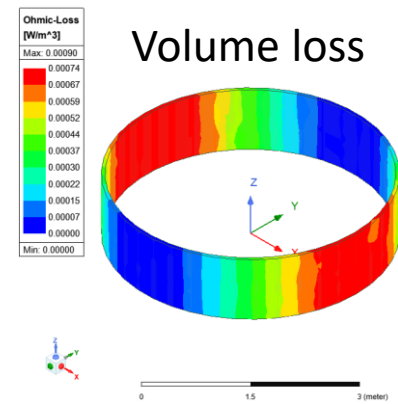 Ohmic-Loss
[W/m^3]
Max: 0.00090
0.00074
0.00067
0.00059
0.00052
0.00044
0.00037
0.00030
0.00022
0.00015
0.00007
0.00000
Min: 0.00000
Volume loss
Z
Y
X
Z
Y
X
0 1.5 3 (meter)